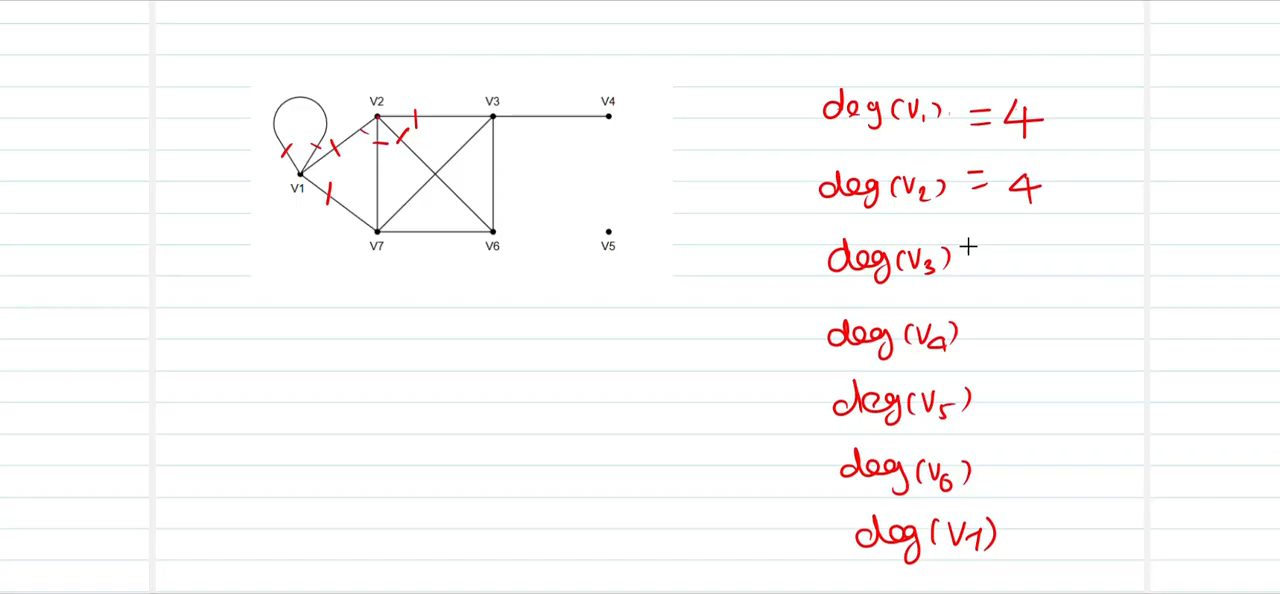 V2 V3 V4
V1
V7 V6 V5
deg(V₁) = 4
deg(V₂) = 4
deg(V₃)
deg(V₄)
deg(V₅)
deg(V₆)
deg(V₇)